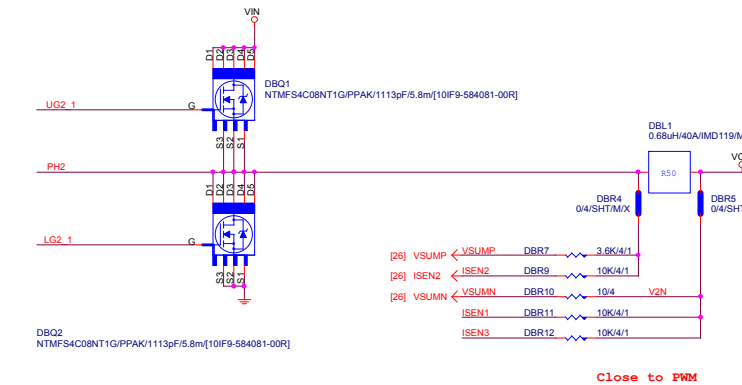 VIN
D1 D2 D3 D4 D5
DBQ1
NTMFS4C08NT1G/PPAK/1113pF/5.8m/[10IF9-584081-00R]
UG2_1
G
S3 S2 S1
DBL1
0.68uH/40A/IMD119/M
PH2
R50
D1 D2 D3 D4 D5
DBR4
0/4/SHT/M/X
DBR5
0/4/SHT
LG2_1
G
S3 S2 S1
[26] VSUMP VSUMP DBR7 3.6K/4/1
[26] ISEN2 ISEN2 DBR9 10K/4/1
[26] VSUMN VSUMN DBR10 10/4 V2N
ISEN1 DBR11 10K/4/1
ISEN3 DBR12 10K/4/1
DBQ2
NTMFS4C08NT1G/PPAK/1113pF/5.8m/[10IF9-584081-00R]
Close to PWM